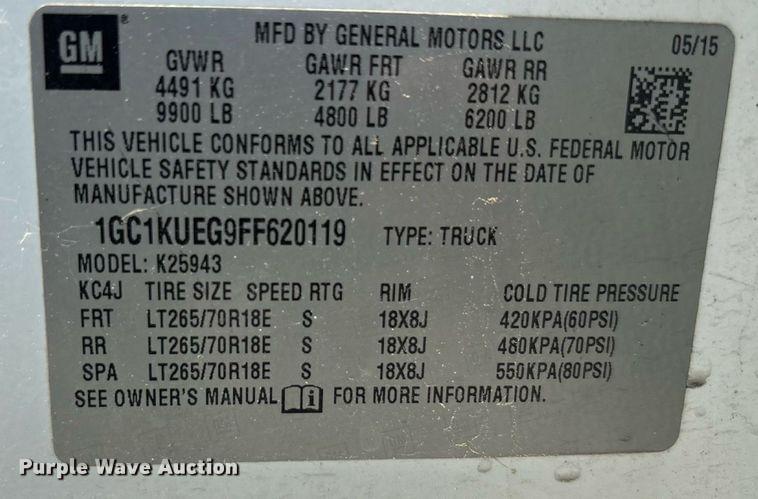 GM ®
MFD BY GENERAL MOTORS LLC 05/15
GVWR GAWR FRT GAWR RR
4491 KG 2177 KG 2812 KG
9900 LB 4800 LB 6200 LB
THIS VEHICLE CONFORMS TO ALL APPLICABLE U.S. FEDERAL MOTOR
VEHICLE SAFETY STANDARDS IN EFFECT ON THE DATE OF
MANUFACTURE SHOWN ABOVE.
1GC1KUEG9FF620119 TYPE: TRUCK
MODEL: K25943
KC4J TIRE SIZE SPEED RTG RIM COLD TIRE PRESSURE
FRT LT265/70R18E S 18X8J 420KPA(60PSI)
RR LT265/70R18E S 18X8J 480KPA(70PSI)
SPA LT265/70R18E S 18X8J 550KPA(80PSI)
SEE OWNER'S MANUAL i FOR MORE INFORMATION.
Purple Wave Auction